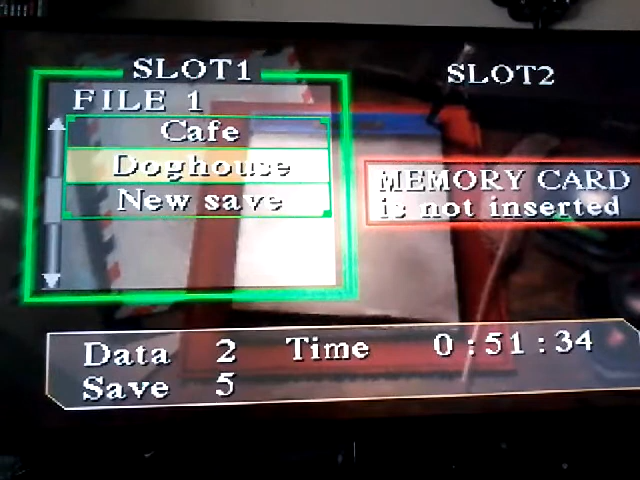 SLOT1
SLOT2
FILE 1
Cafe
Doghouse
New save
MEMORY CARD
is not inserted
Data 2 Time 0:51:34
Save 5